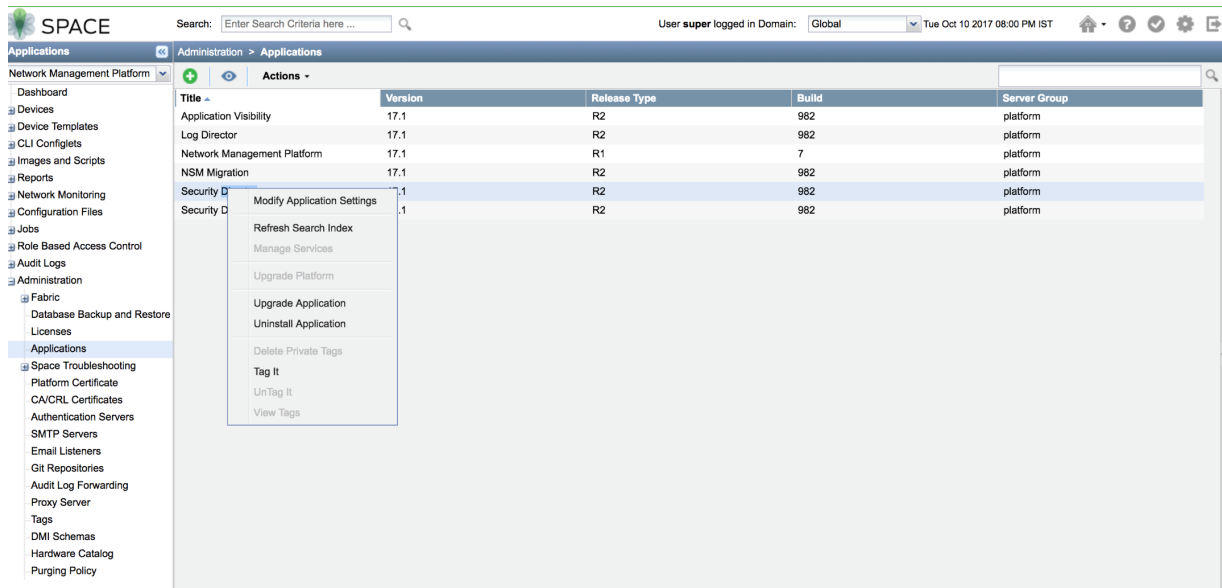 SPACE
Search: Enter Search Criteria here ...
User super logged in Domain: Global Tue Oct 10 2017 08:00 PM IST
Applications
Administration > Applications
Network Management Platform
Actions
Dashboard
Devices
Device Templates
CLI Configlets
Images and Scripts
Reports
Network Monitoring
Configuration Files
Jobs
Role Based Access Control
Audit Logs
Administration
Fabric
Database Backup and Restore
Licenses
Applications
Space Troubleshooting
Platform Certificate
CA/CRL Certificates
Authentication Servers
SMTP Servers
Email Listeners
Git Repositories
Audit Log Forwarding
Proxy Server
Tags
DMI Schemas
Hardware Catalog
Purging Policy
Title Version Release Type Build Server Group
Application Visibility 17.1 R2 982 platform
Log Director 17.1 R2 982 platform
Network Management Platform 17.1 R1 7 platform
NSM Migration 17.1 R2 982 platform
Security .1 R2 982 platform
Security D .1 R2 982 platform
Modify Application Settings
Refresh Search Index
Manage Services
Upgrade Platform
Upgrade Application
Uninstall Application
Delete Private Tags
Tag It
UnTag It
View Tags